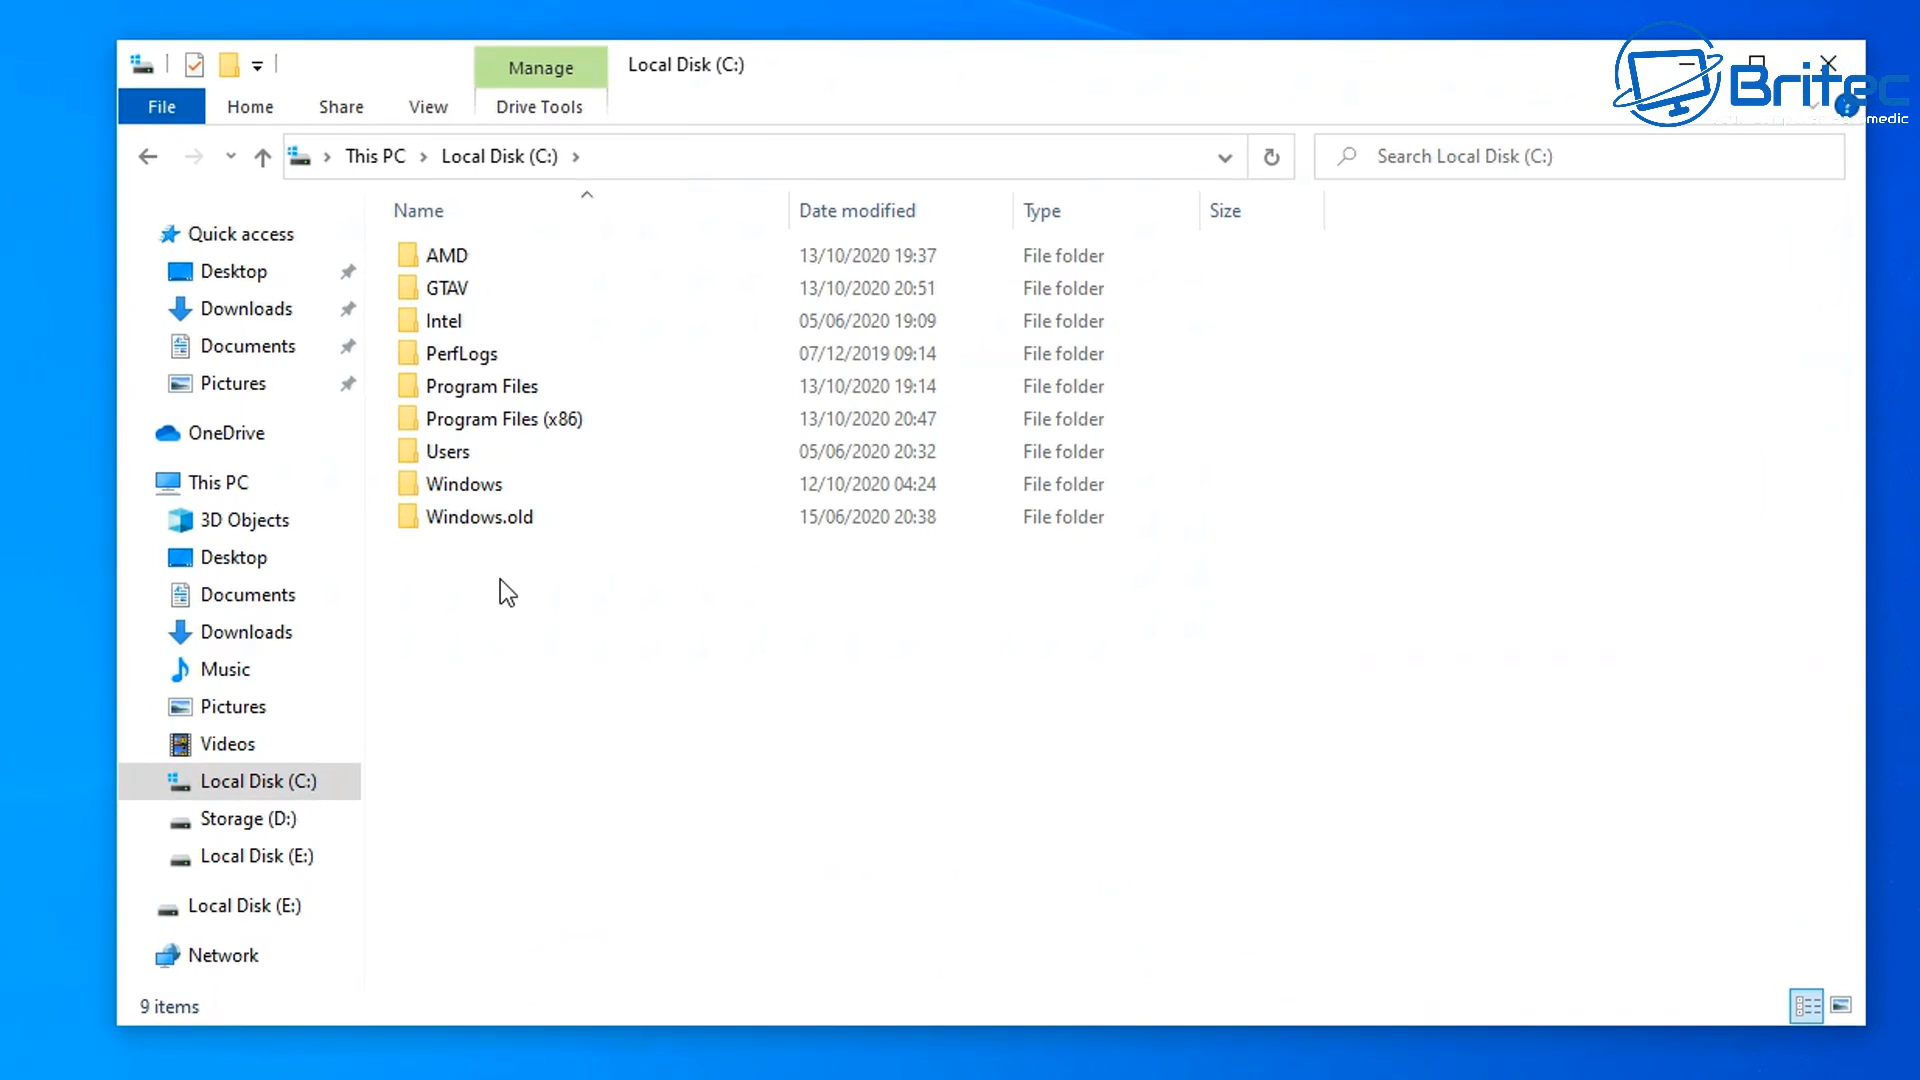 Manage
Local Disk (C:)
Britec
medic
File
Home
Share
View
Drive Tools
This PC
Local Disk (C:)
Search Local Disk (C:)
Name
Date modified
Type
Size
AMD 13/10/2020 19:37 File folder
GTAV 13/10/2020 20:51 File folder
Intel 05/06/2020 19:09 File folder
PerfLogs 07/12/2019 09:14 File folder
Program Files 13/10/2020 19:14 File folder
Program Files (x86) 13/10/2020 20:47 File folder
Users 05/06/2020 20:32 File folder
Windows 12/10/2020 04:24 File folder
Windows.old 15/06/2020 20:38 File folder
Quick access
Desktop
Downloads
Documents
Pictures
OneDrive
This PC
3D Objects
Desktop
Documents
Downloads
Music
Pictures
Videos
Local Disk (C:)
Storage (D:)
Local Disk (E:)
Local Disk (E:)
Network
9 items